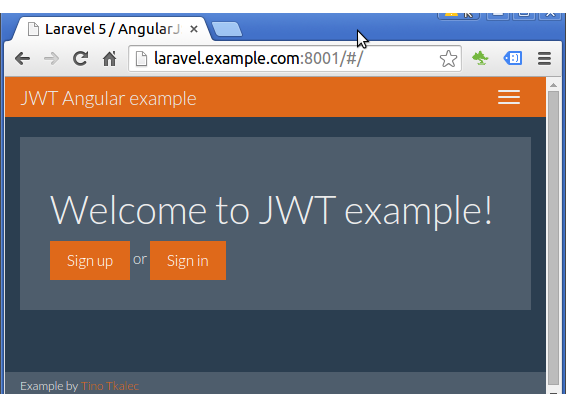 Laravel 5 / AngularJ
laravel.example.com:8001/#/
JWT Angular example
Welcome to JWT example!
Sign up or Sign in
Example by Tino Tkalec